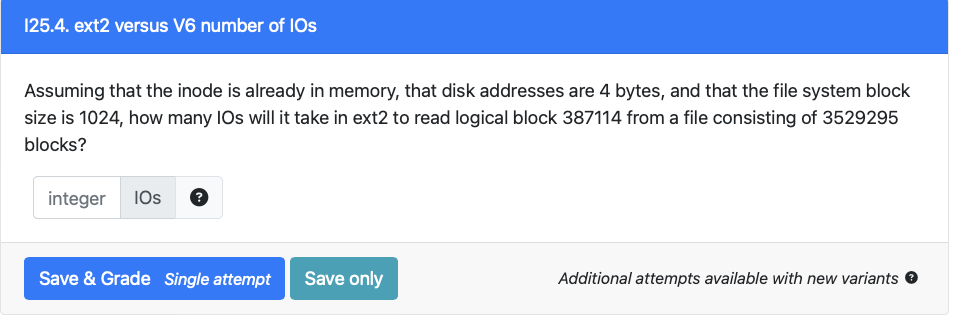 I25.4. ext2 versus V6 number of IOs
Assuming that the inode is already in memory, that disk addresses are 4 bytes, and that the file system block
size is 1024, how many IOs will it take in ext2 to read logical block 387114 from a file consisting of 3529295
blocks?
integer IOs ?
Save & Grade Single attempt Save only Additional attempts available with new variants ?